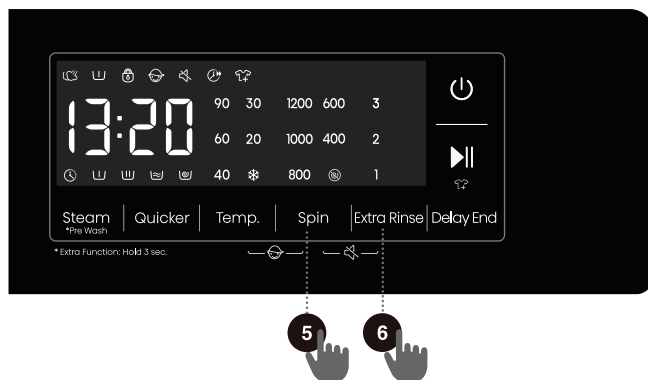 13:20
90 30 1200 600 3
60 20 1000 400 2
40 800 1
Steam Quicker Temp. Spin Extra Rinse Delay End
*Pre Wash
* Extra Function: Hold 3 sec.
5 6